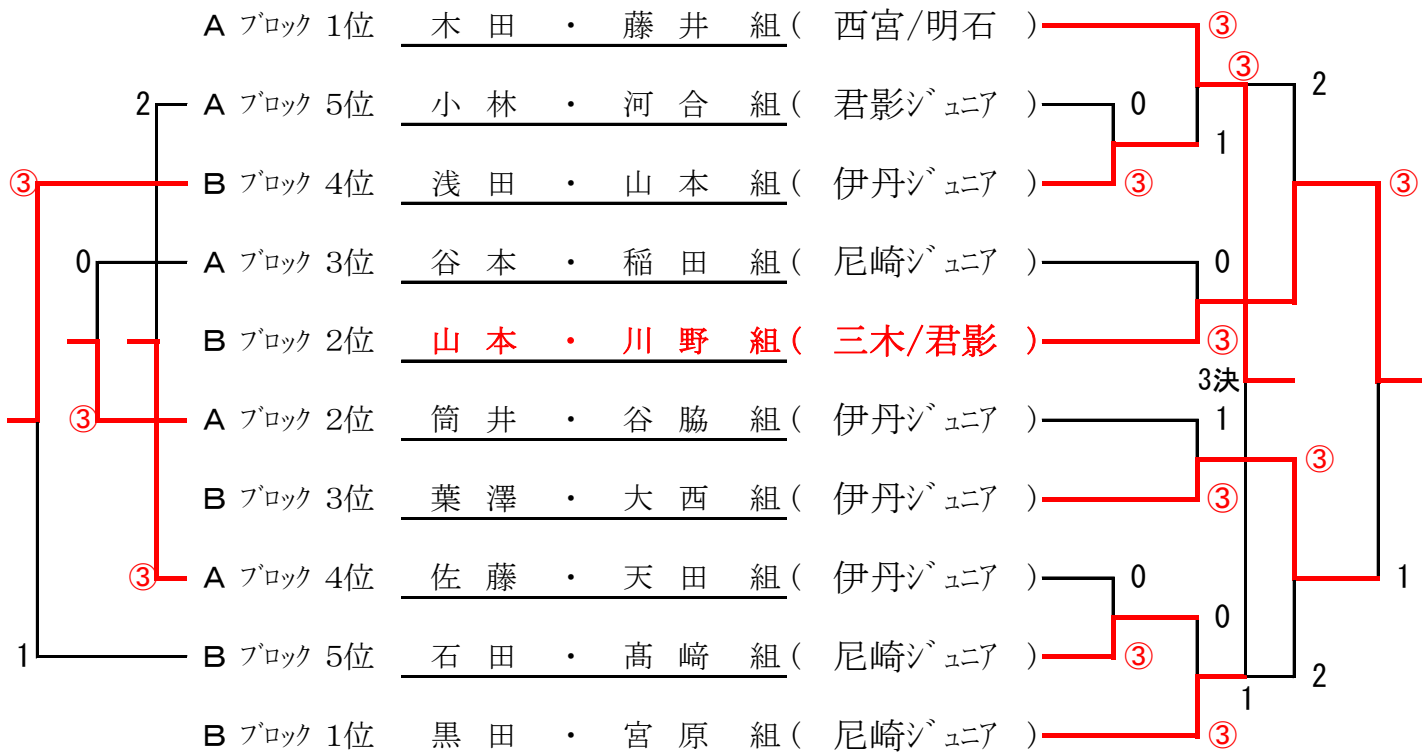 A ブロック 1位 木田 ・ 藤井 組( 西宮/明石 ) ③
③
2 A ブロック 5位 小林 ・ 河合 組( 君影ジュニア ) 0 2
1
③ B ブロック 4位 浅田 ・ 山本 組( 伊丹ジュニア ) ③ ③
0 A ブロック 3位 谷本 ・ 稲田 組( 尼崎ジュニア ) 0
B ブロック 2位 山本 ・ 川野 組( 三木/君影 ) ③
3決
③ A ブロック 2位 筒井 ・ 谷脇 組( 伊丹ジュニア ) 1
③
B ブロック 3位 葉澤 ・ 大西 組( 伊丹ジュニア ) ③
③ A ブロック 4位 佐藤 ・ 天田 組( 伊丹ジュニア ) 0 1
0
1 B ブロック 5位 石田 ・ 髙﨑 組( 尼崎ジュニア ) ③ 2
1
B ブロック 1位 黒田 ・ 宮原 組( 尼崎ジュニア ) ③